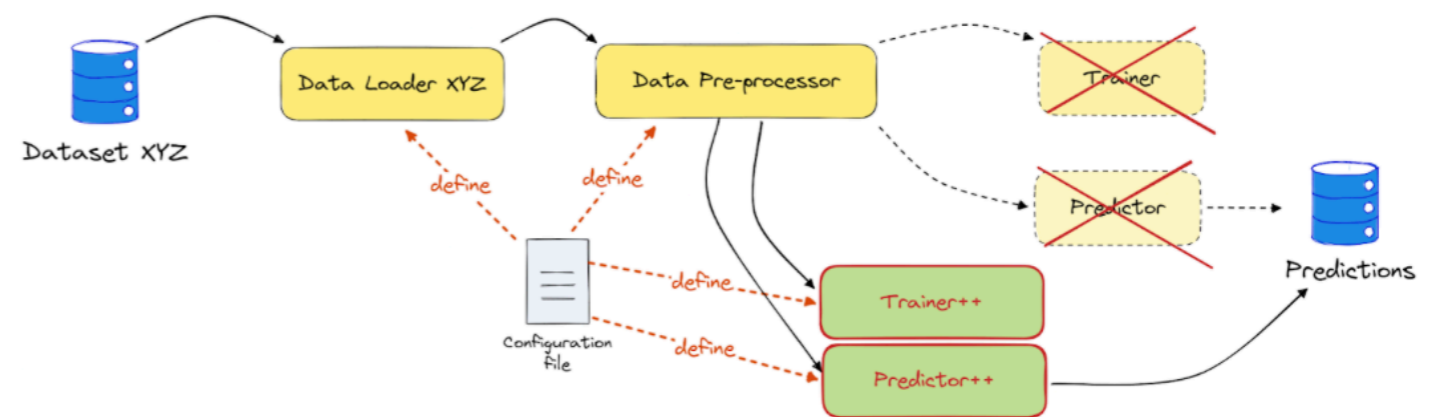 Dataset XYZ
Data Loader XYZ
Data Pre-processor
Trainer
Predictor
Predictions
define
define
define
define
Configuration
file
Trainer++
Predictor++